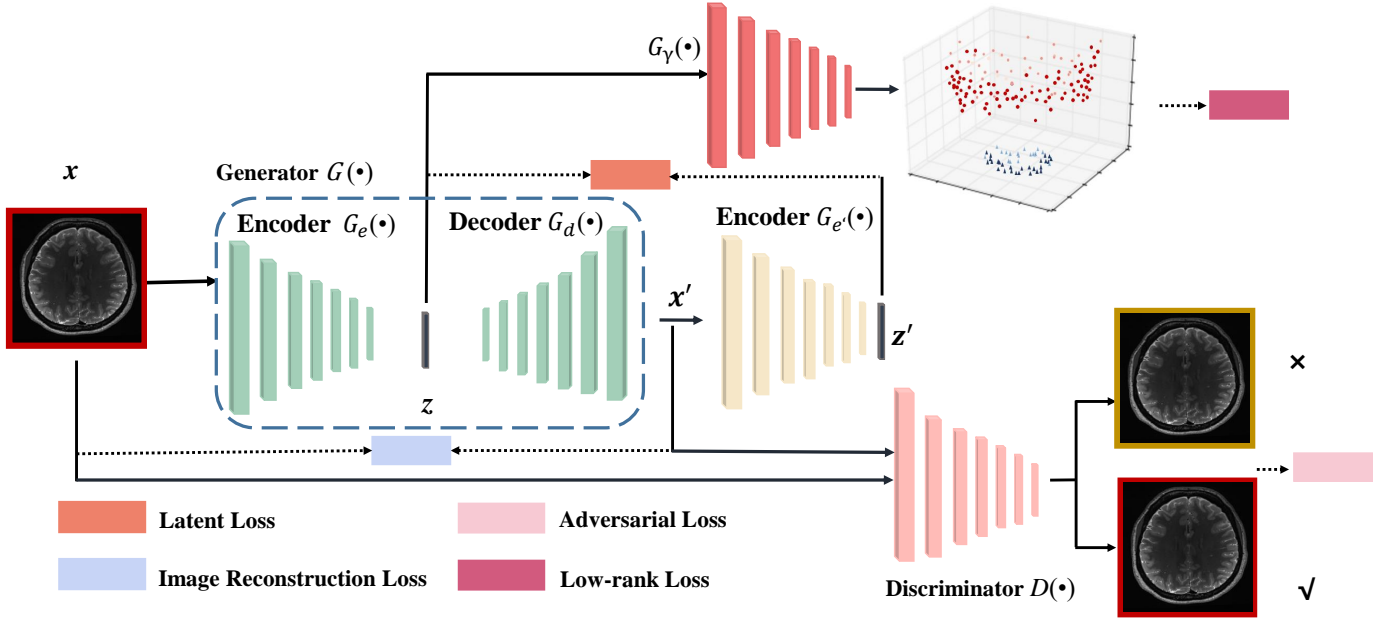 G_γ(•)
x
Generator G(•)
Encoder G_e(•)
Decoder G_d(•)
Encoder G_e‘(•)
x′
z′
z
×
Latent Loss
Adversarial Loss
Image Reconstruction Loss
Low-rank Loss
Discriminator D(•)
√